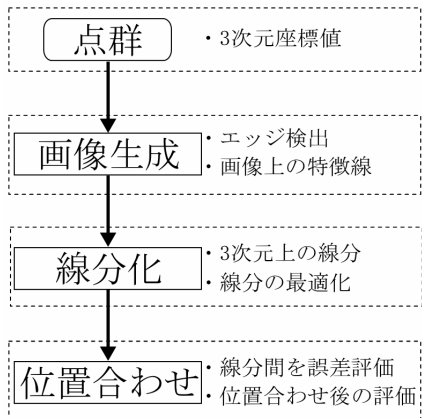 点群
・3次元座標値
画像生成
・エッジ検出
・画像上の特徴線
線分化
・3次元上の線分
・線分の最適化
位置合わせ
・線分間を誤差評価
・位置合わせ後の評価